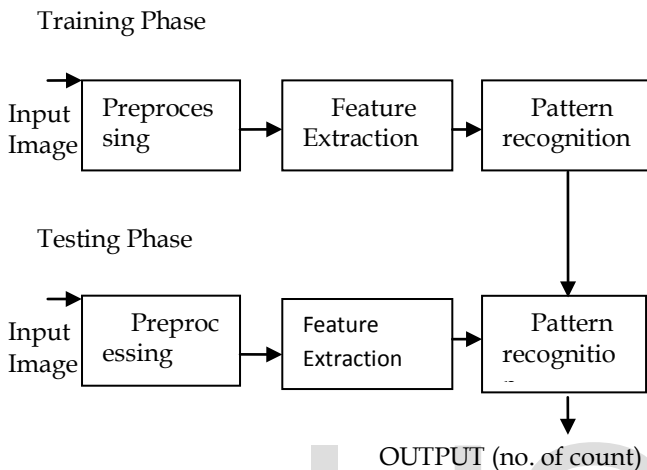 Training Phase
Input
Image
Preproces
sing
Feature
Extraction
Pattern
recognition
Testing Phase
Input
Image
Preproc
essing
Feature
Extraction
Pattern
recognitio
OUTPUT (no. of count)